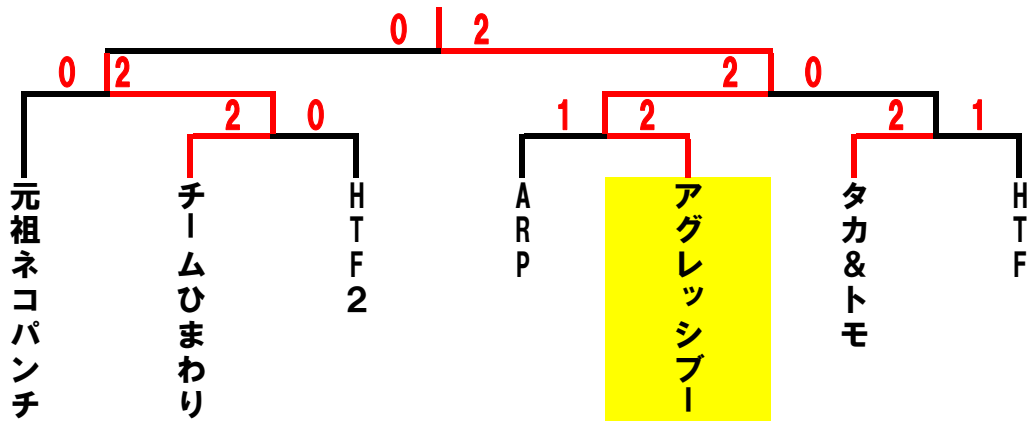 0 2
0 2 2 0
2 0 1 2 2 1
元祖ネコパンチ
チームひまわり
HTF2
ARP
アグレッシブー
タカ&トモ
HTF